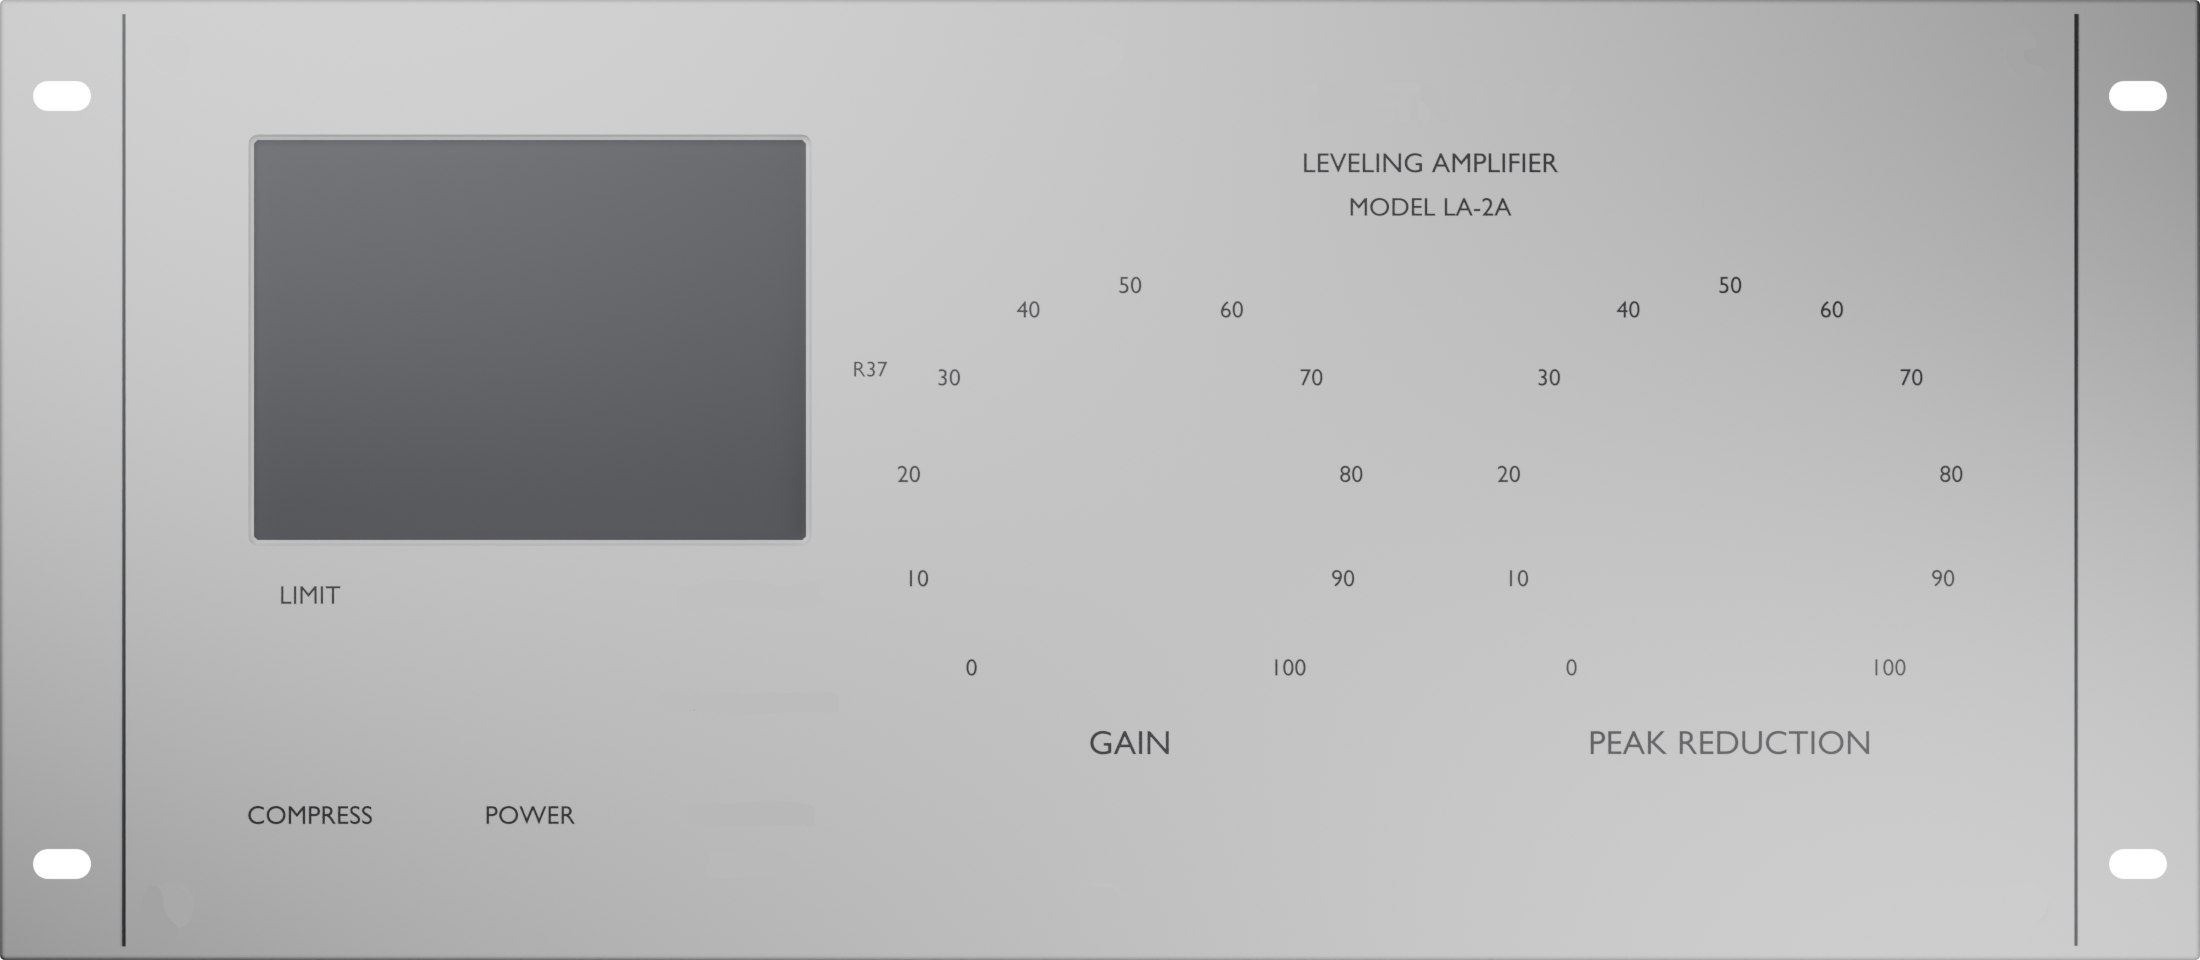 LEVELING AMPLIFIER
MODEL LA-2A
50 50
40 60 40 60
R37 30 70 30 70
20 80 20 80
10 90 10 90
LIMIT
0 100 0 100
GAIN PEAK REDUCTION
COMPRESS POWER